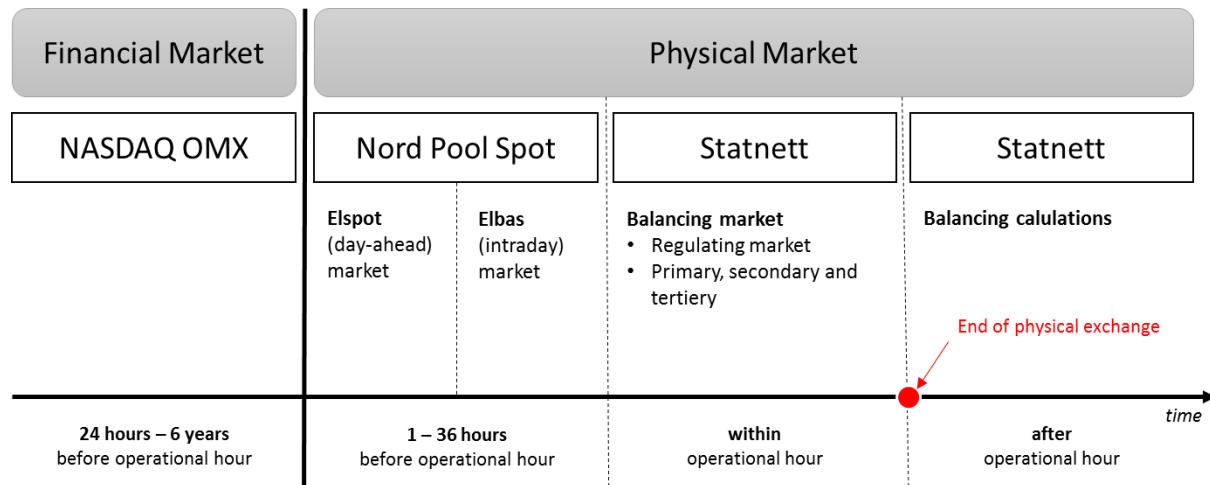 Financial Market
Physical Market
NASDAQ OMX
Nord Pool Spot
Statnett
Statnett
Elspot
(day-ahead)
market
Elbas
(intraday)
market
Balancing market
• Regulating market
• Primary, secondary and
tertiery
Balancing calulations
End of physical exchange
time
24 hours – 6 years
before operational hour
1 – 36 hours
before operational hour
within
operational hour
after
operational hour